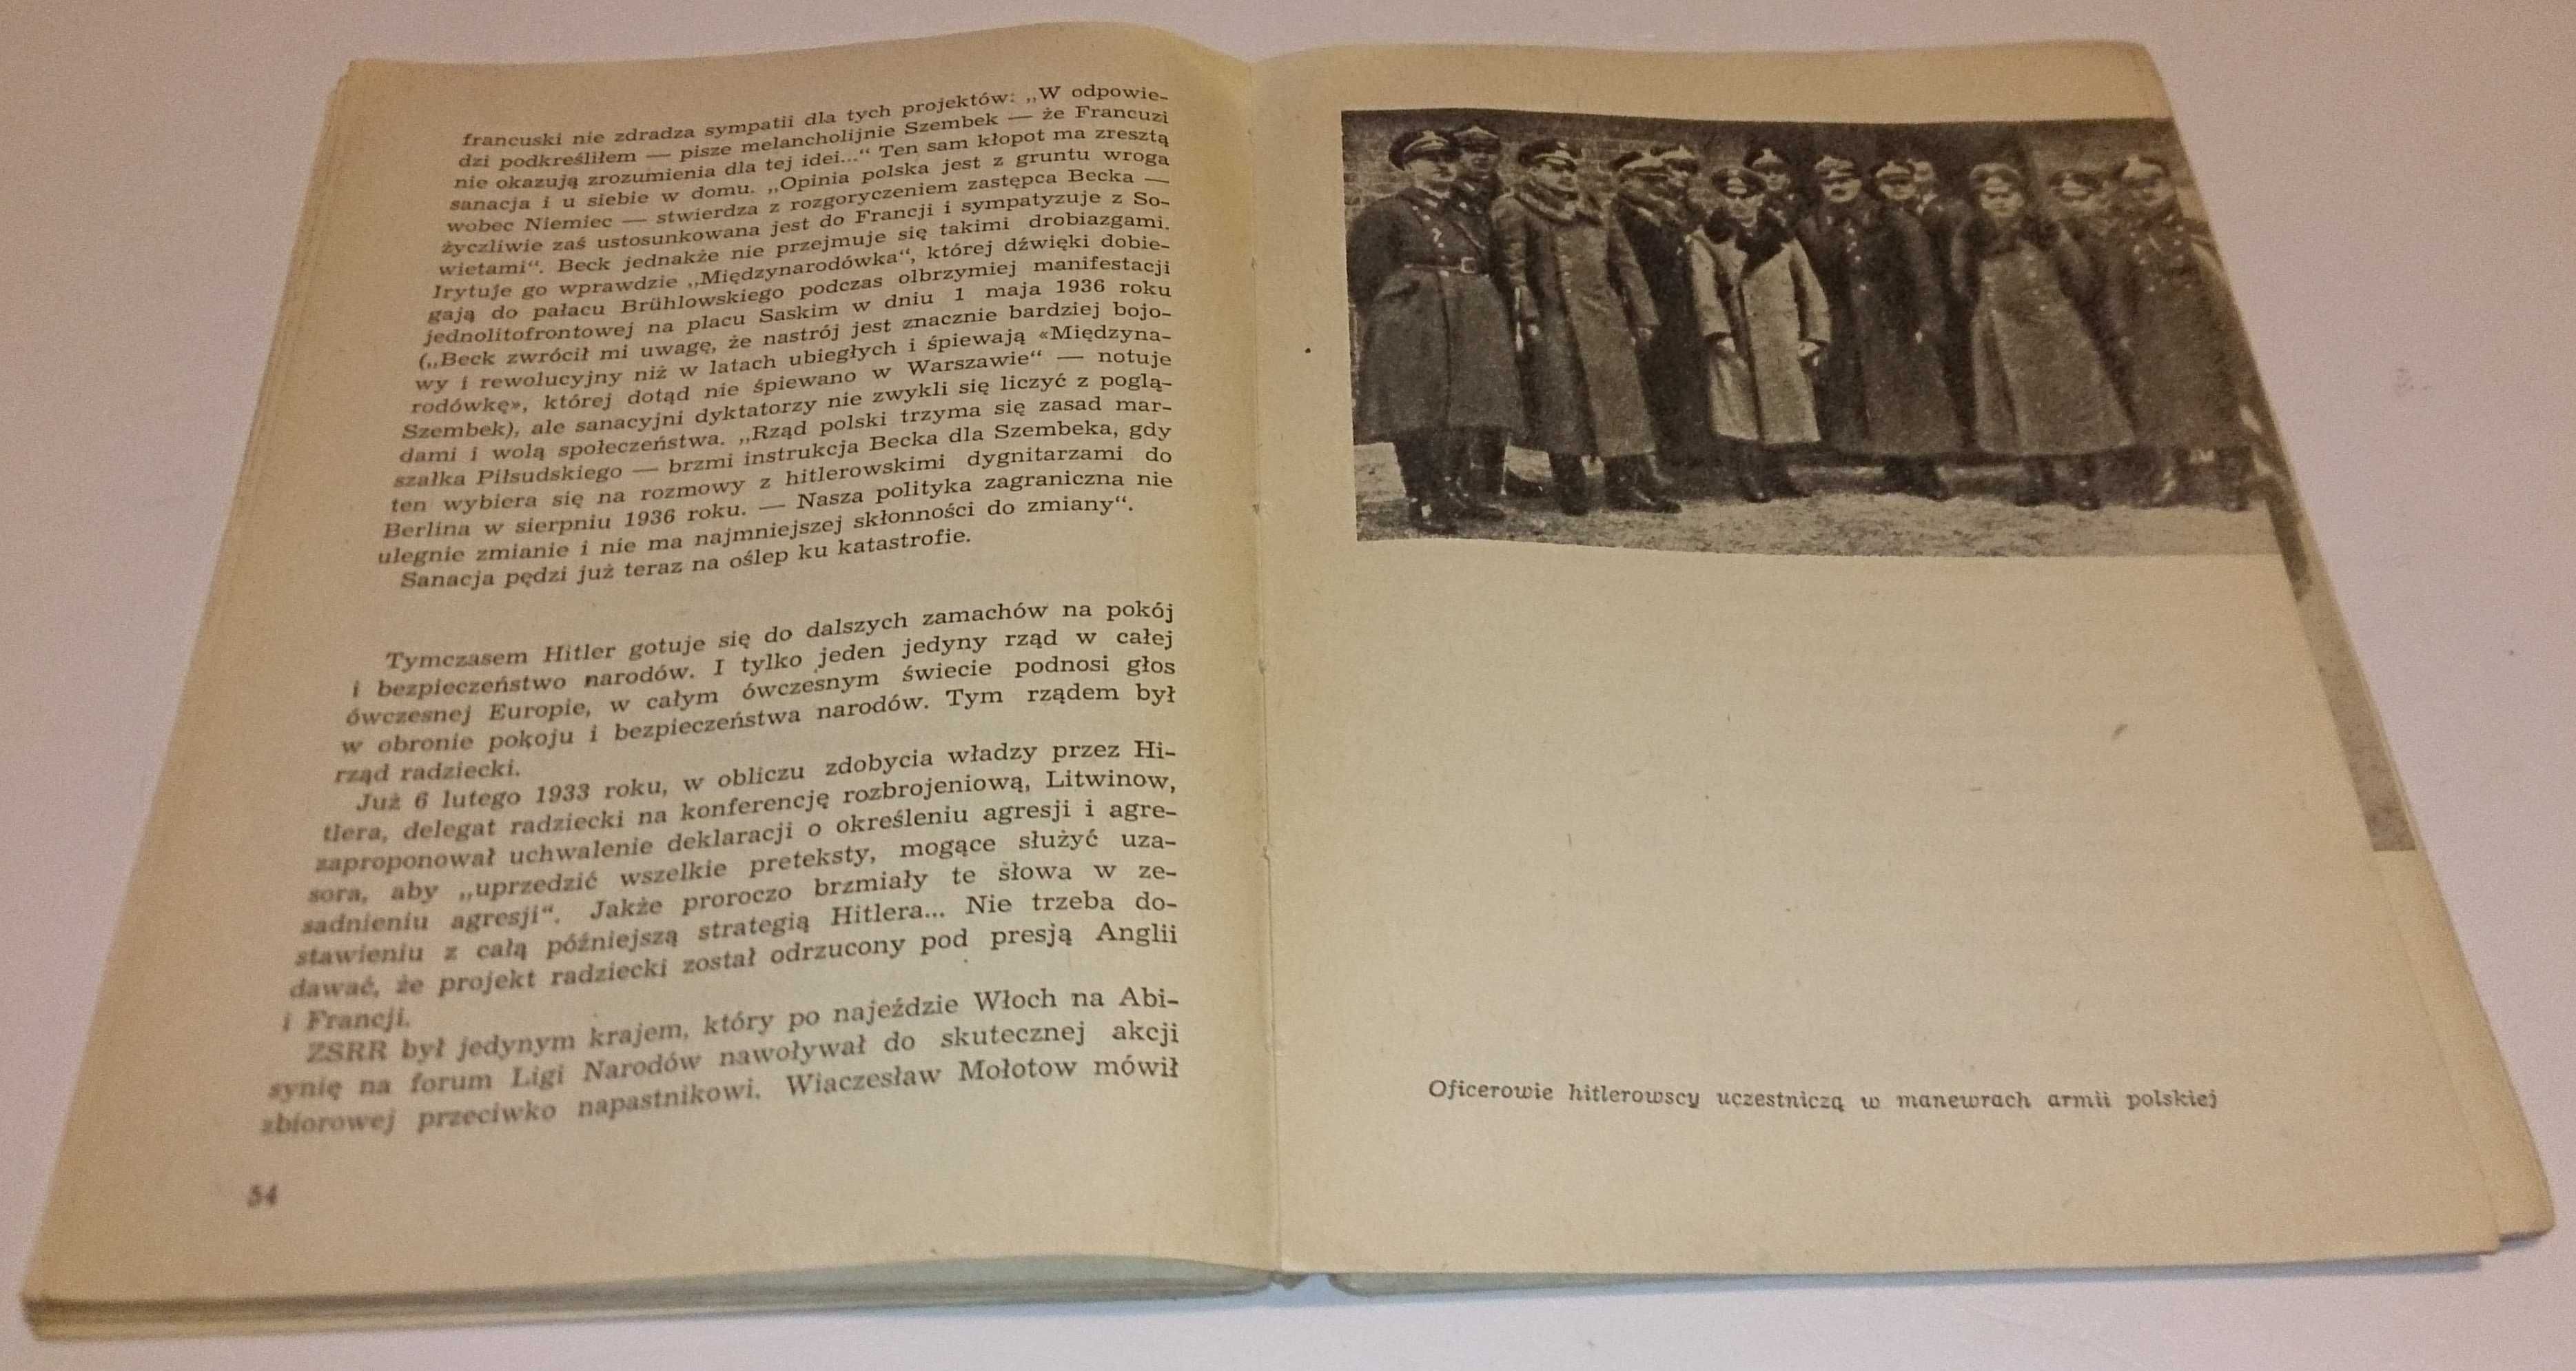 francuski nie zdradza sympatii dla tych projektów: „W odpowie-
dzi podkreśliłem — pisze melancholijnie Szembek — że Francuzi
nie okazują zrozumienia dla tej idei...“ Ten sam kłopot ma zresztą
sanacja i u siebie w domu. „Opinia polska jest z gruntu wroga
wobec Niemiec — stwierdza z rozgoryczeniem zastępca Becka —
życzliwie zaś ustosunkowana jest do Francji i sympatyzuje z So-
wietami“. Beck jednakże nie przejmuje się takimi drobiazgami.
Irytuje go wprawdzie „Międzynarodówka“, której dźwięki dobie-
gają do pałacu Brühlowskiego podczas olbrzymiej manifestacji
jednolitofrontowej na placu Saskim w dniu 1 maja 1936 roku
(„Beck zwrócił mi uwagę, że nastrój jest znacznie bardziej bojo-
wy i rewolucyjny niż w latach ubiegłych i śpiewają «Międzyna-
rodówkę», której dotąd nie śpiewano w Warszawie“ — notuje
Szembek), ale sanacyjni dyktatorzy nie zwykli się liczyć z poglą-
dami i wolą społeczeństwa. „Rząd polski trzyma się zasad mar-
szałka Piłsudskiego — brzmi instrukcja Becka dla Szembeka, gdy
ten wybiera się na rozmowy z hitlerowskimi dygnitarzami do
Berlina w sierpniu 1936 roku. — Nasza polityka zagraniczna nie
ulegnie zmianie i nie ma najmniejszej skłonności do zmiany“.
Sanacja pędzi już teraz na oślep ku katastrofie.
Tymczasem Hitler gotuje się do dalszych zamachów na pokój
i bezpieczeństwo narodów. I tylko jeden jedyny rząd w całej
ówczesnej Europie, w całym ówczesnym świecie podnosi głos
w obronie pokoju i bezpieczeństwa narodów. Tym rządem był
rząd radziecki.
Już 6 lutego 1933 roku, w obliczu zdobycia władzy przez Hi-
tlera, delegat radziecki na konferencję rozbrojeniową, Litwinow,
zaproponował uchwalenie deklaracji o określeniu agresji i agre-
sora, aby „uprzedzić wszelkie preteksty, mogące służyć uza-
sadnieniu agresji“. Jakże proroczo brzmiały te słowa w ze-
stawieniu z całą późniejszą strategią Hitlera... Nie trzeba do-
dawać, że projekt radziecki został odrzucony pod presją Anglii
i Francji.
ZSRR był jedynym krajem, który po najeździe Włoch na Abi-
synię na forum Ligi Narodów nawoływał do skutecznej akcji
zbiorowej przeciwko napastnikowi. Wiaczesław Mołotow mówił
54
Oficerowie hitlerowscy uczestniczą w manewrach armii polskiej